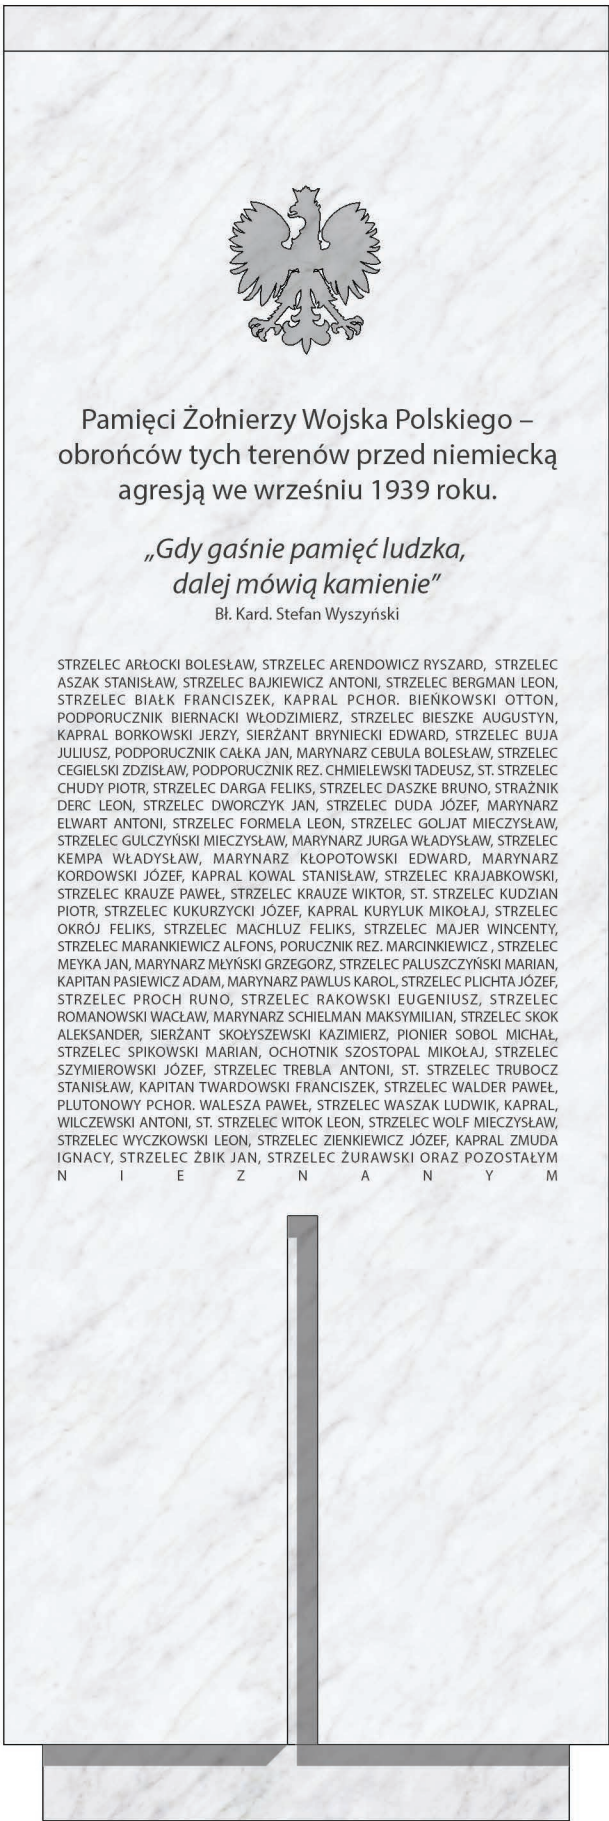 Pamięci Żołnierzy Wojska Polskiego –
obrońców tych terenów przed niemiecką
agresją we wrześniu 1939 roku.
„Gdy gaśnie pamięć ludzka,
dalej mówią kamienie”
Bł. Kard. Stefan Wyszyński
STRZELEC ARŁOCKI BOLESŁAW, STRZELEC ARENDOWICZ RYSZARD, STRZELEC
ASZAK STANISŁAW, STRZELEC BAJKIEWICZ ANTONI, STRZELEC BERGMAN LEON,
STRZELEC BIAŁK FRANCISZEK, KAPRAL PCHOR. BIEŃKOWSKI OTTON,
PODPORUCZNIK BIERNACKI WŁODZIMIERZ, STRZELEC BIESZKE AUGUSTYN,
KAPRAL BORKOWSKI JERZY, SIERŻANT BRYNIECKI EDWARD, STRZELEC BUJA
JULIUSZ, PODPORUCZNIK CAŁKA JAN, MARYNARZ CEBULA BOLESŁAW, STRZELEC
CEGIELSKI ZDZISŁAW, PODPORUCZNIK REZ. CHMIELEWSKI TADEUSZ, ST. STRZELEC
CHUDY PIOTR, STRZELEC DARGA FELIKS, STRZELEC DASZKE BRUNO, STRAŻNIK
DERC LEON, STRZELEC DWORCZYK JAN, STRZELEC DUDA JÓZEF, MARYNARZ
ELWART ANTONI, STRZELEC FORMELA LEON, STRZELEC GOLJAT MIECZYSŁAW,
STRZELEC GULCZYŃSKI MIECZYSŁAW, MARYNARZ JURGA WŁADYSŁAW, STRZELEC
KEMPA WŁADYSŁAW, MARYNARZ KŁOPOTOWSKI EDWARD, MARYNARZ
KORDOWSKI JÓZEF, KAPRAL KOWAL STANISŁAW, STRZELEC KRAJABKOWSKI,
STRZELEC KRAUZE PAWEŁ, STRZELEC KRAUZE WIKTOR, ST. STRZELEC KUDZIAN
PIOTR, STRZELEC KUKURZYCKI JÓZEF, KAPRAL KURYLUK MIKOŁAJ, STRZELEC
OKRÓJ FELIKS, STRZELEC MACHLUZ FELIKS, STRZELEC MAJER WINCENTY,
STRZELEC MARANKIEWICZ ALFONS, PORUCZNIK REZ. MARCINKIEWICZ , STRZELEC
MEYKA JAN, MARYNARZ MŁYŃSKI GRZEGORZ, STRZELEC PALUSZCZYŃSKI MARIAN,
KAPITAN PASIEWICZ ADAM, MARYNARZ PAWLUS KAROL, STRZELEC PLICHTA JÓZEF,
STRZELEC PROCH RUNO, STRZELEC RAKOWSKI EUGENIUSZ, STRZELEC
ROMANOWSKI WACŁAW, MARYNARZ SCHIELMAN MAKSYMILIAN, STRZELEC SKOK
ALEKSANDER, SIERŻANT SKOŁYSZEWSKI KAZIMIERZ, PIONIER SOBOL MICHAŁ,
STRZELEC SPIKOWSKI MARIAN, OCHOTNIK SZOSTOPAL MIKOŁAJ, STRZELEC
SZYMIEROWSKI JÓZEF, STRZELEC TREBLA ANTONI, ST. STRZELEC TRUBOCZ
STANISŁAW, KAPITAN TWARDOWSKI FRANCISZEK, STRZELEC WALDER PAWEŁ,
PLUTONOWY PCHOR. WALESZA PAWEŁ, STRZELEC WASZAK LUDWIK, KAPRAL,
WILCZEWSKI ANTONI, ST. STRZELEC WITOK LEON, STRZELEC WOLF MIECZYSŁAW,
STRZELEC WYCZKOWSKI LEON, STRZELEC ZIENKIEWICZ JÓZEF, KAPRAL ZMUDA
IGNACY, STRZELEC ŻBIK JAN, STRZELEC ŻURAWSKI ORAZ POZOSTAŁYM
N I E Z N A N Y M